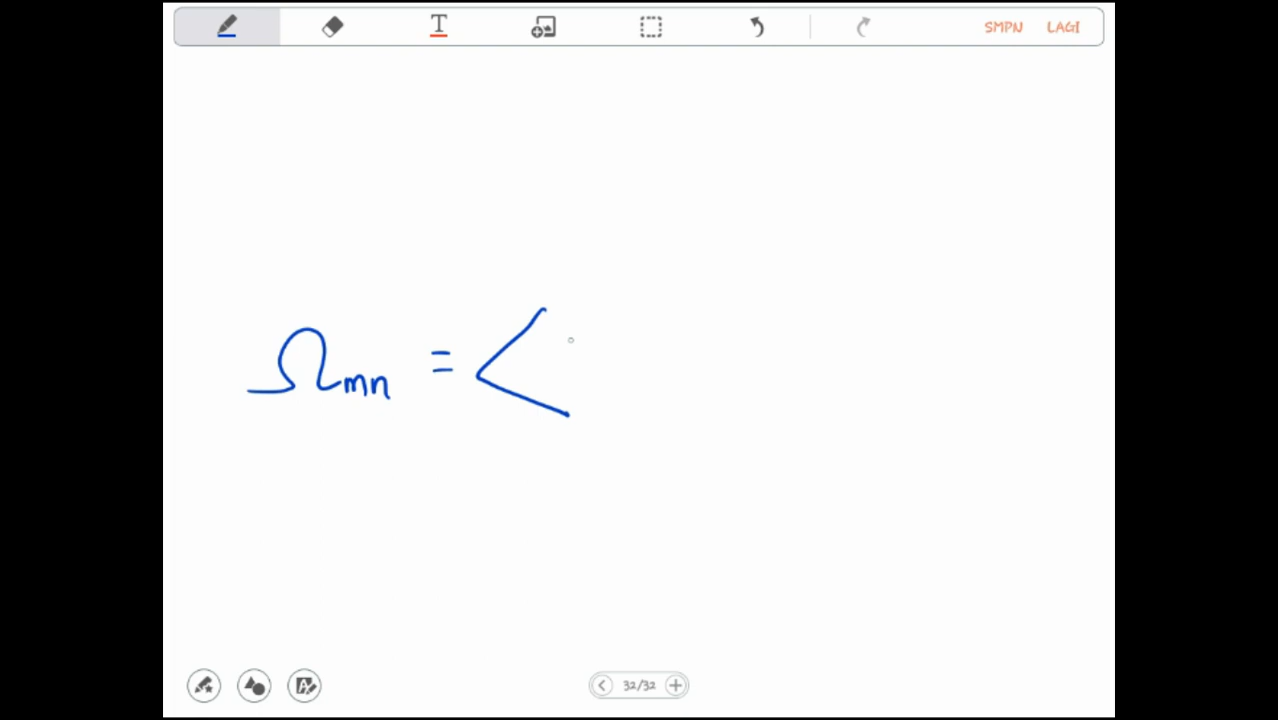 T SMPN LAGI
Ωmn = <
32/32